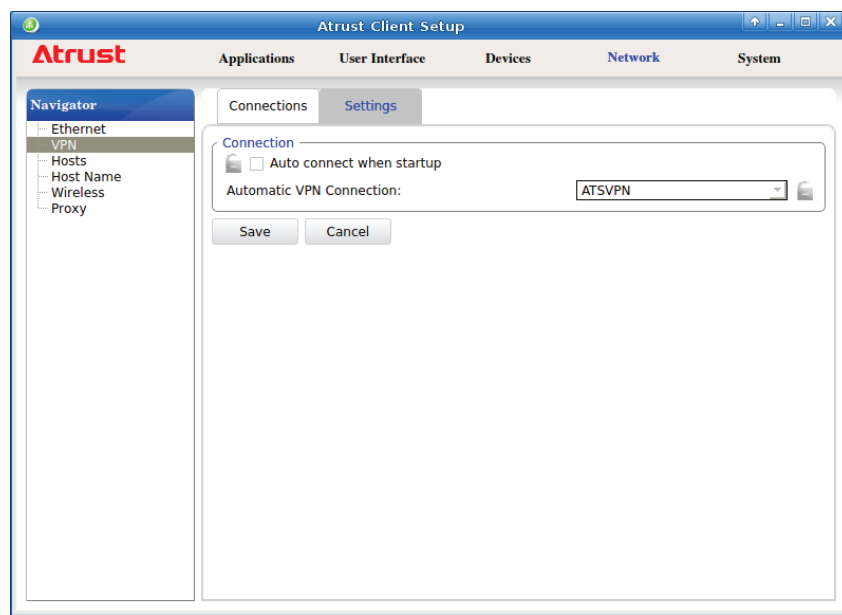 Atrust Client Setup
Atrust
Applications User Interface Devices Network System
Navigator
Ethernet
VPN
Hosts
Host Name
Wireless
Proxy
Connections Settings
Connection
Auto connect when startup
Automatic VPN Connection: ATSVPN
Save Cancel